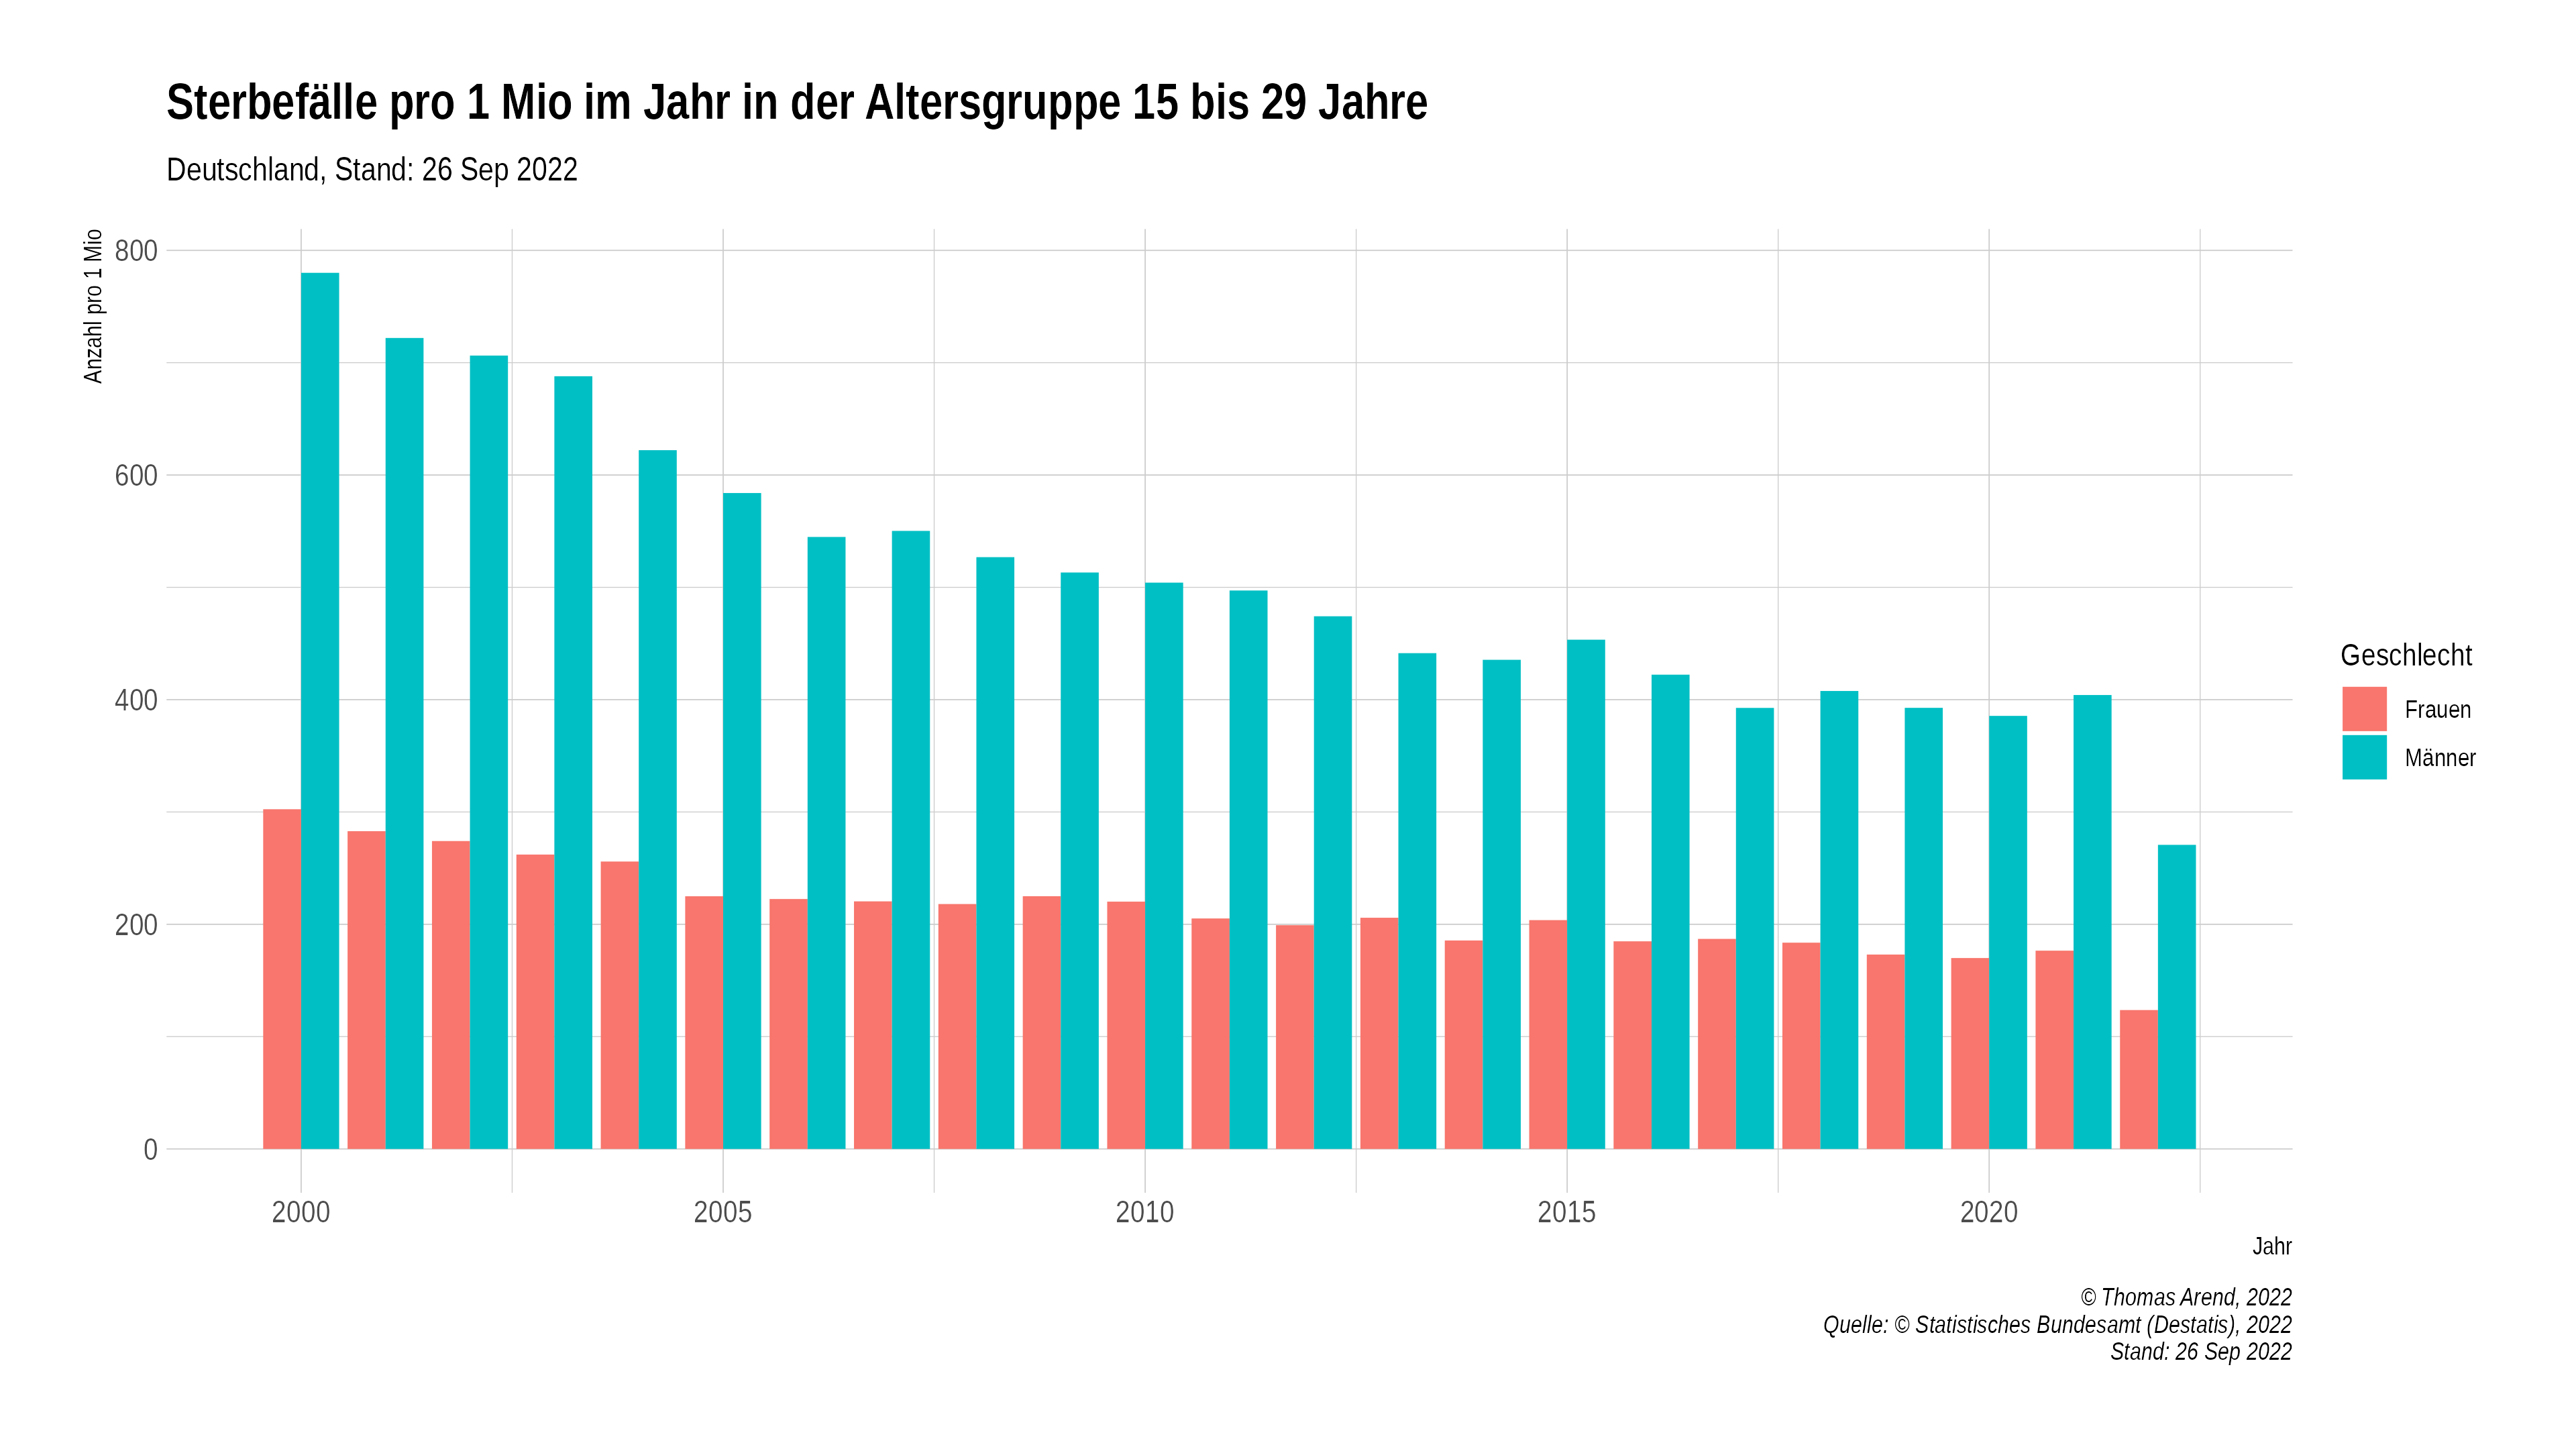 Sterbefälle pro 1 Mio im Jahr in der Altersgruppe 15 bis 29 Jahre
Deutschland, Stand: 26 Sep 2022
Anzahl pro 1 Mio
800
600
400
200
0
2000
2005
2010
2015
2020
Jahr
Geschlecht
Frauen
Männer
© Thomas Arend, 2022
Quelle: © Statistisches Bundesamt (Destatis), 2022
Stand: 26 Sep 2022